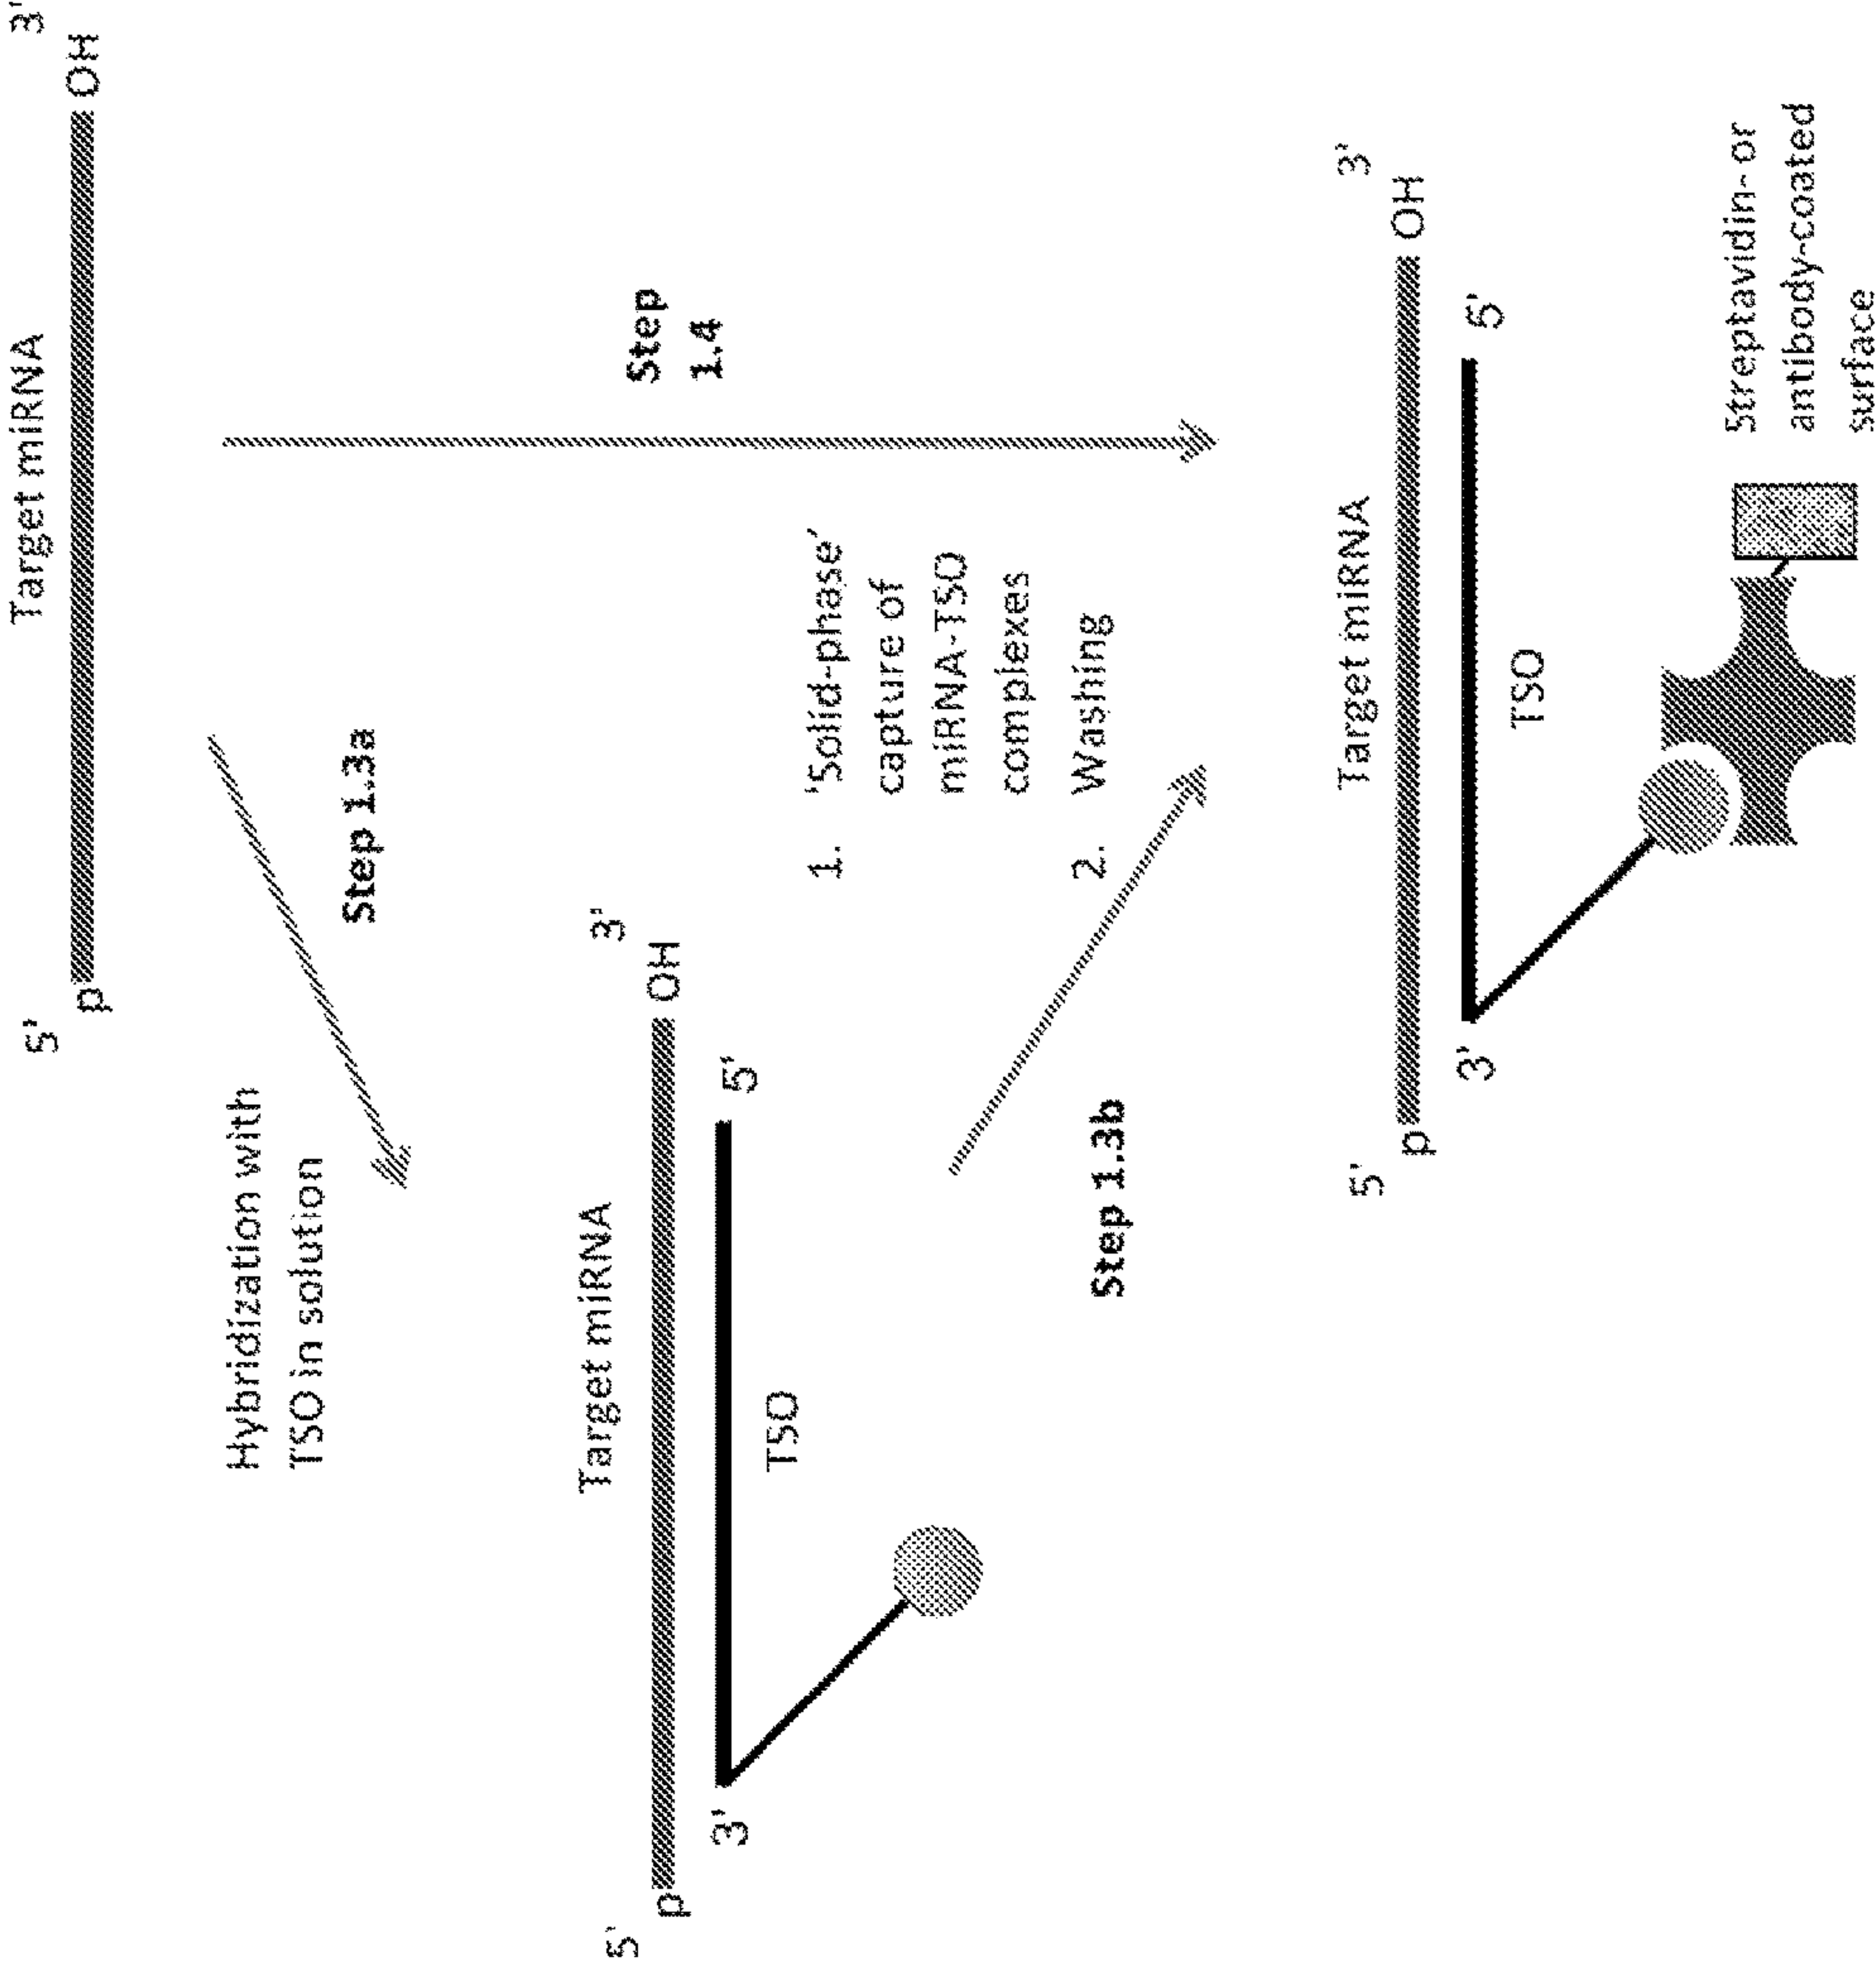 Target miRNA
5'
3'
p
OH
Hybridization with
TSO in solution
Step 1.3a
Step
1.4
Target miRNA
5'
3'
p
OH
3'
5'
TSO
1. 'Solid-phase'
capture of
miRNA-TSO
complexes
2. Washing
Step 1.3b
Target miRNA
5'
3'
p
OH
3'
5'
TSO
Streptavidin- or
antibody-coated
surface